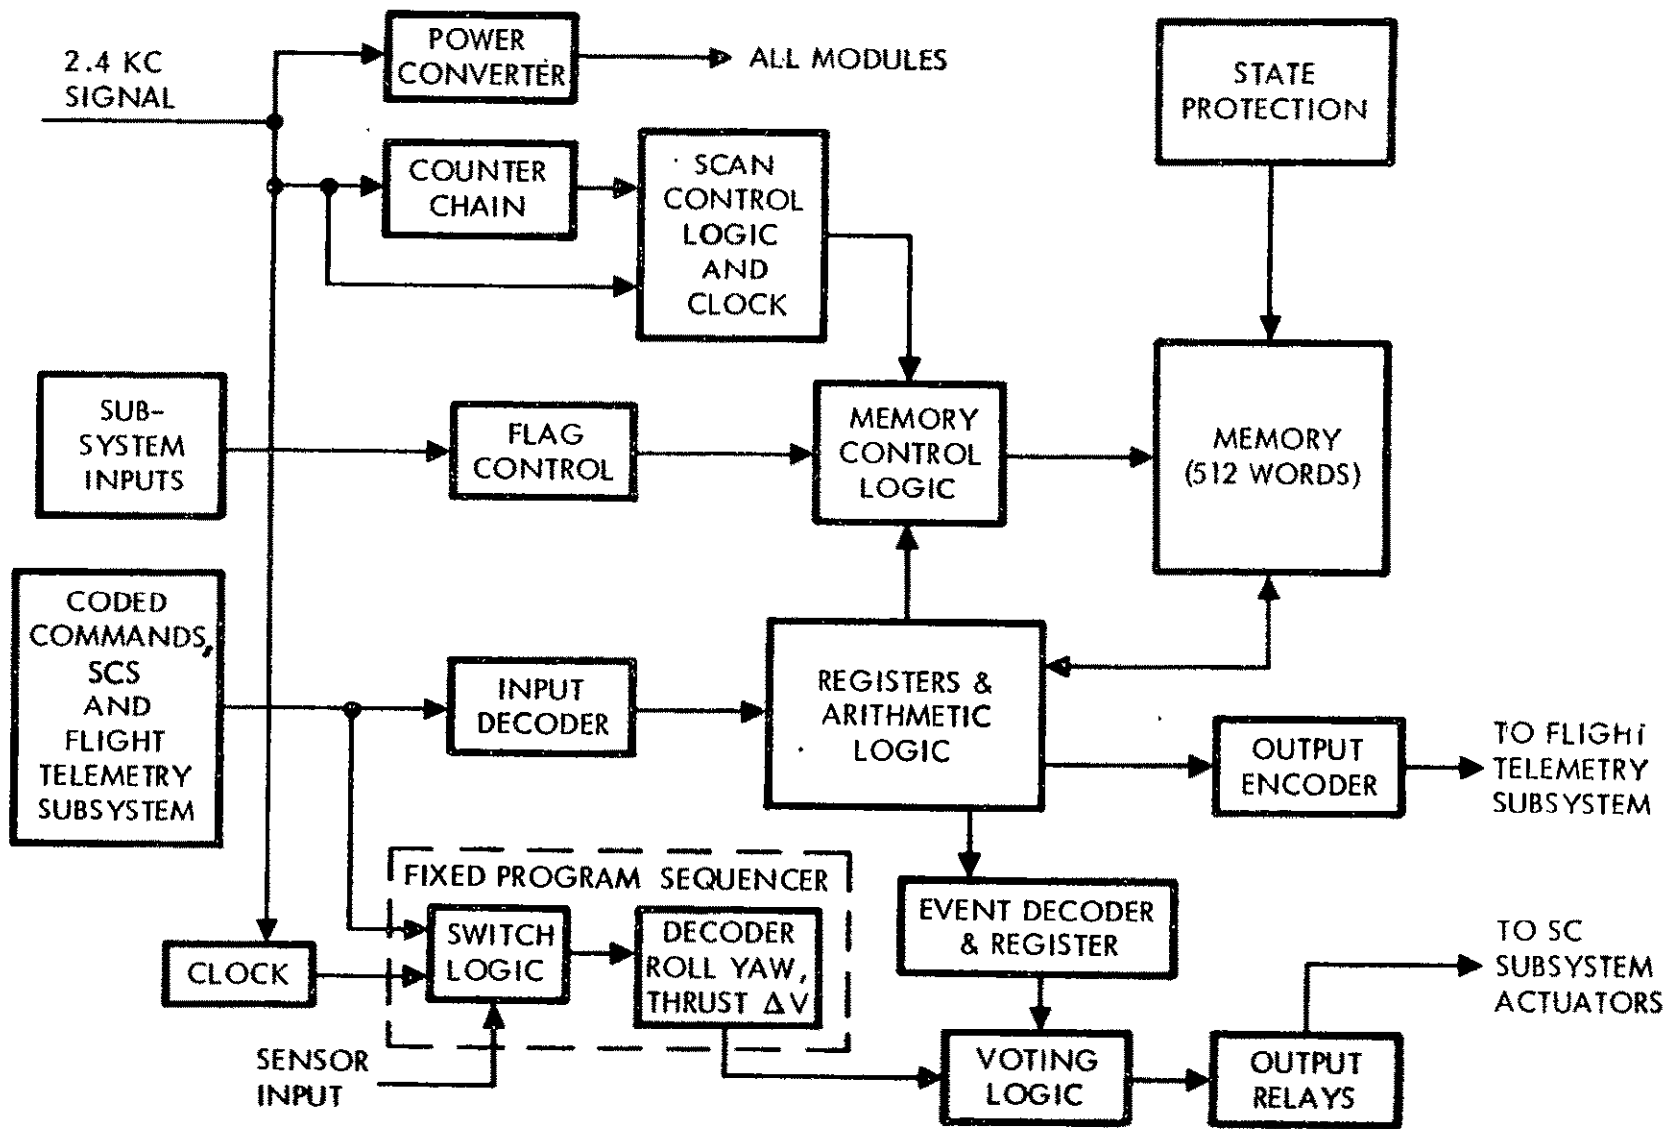 2.4 KC
SIGNAL
POWER
CONVERTER
ALL MODULES
STATE
PROTECTION
COUNTER
CHAIN
SCAN
CONTROL
LOGIC
AND
CLOCK
SUB-
SYSTEM
INPUTS
FLAG
CONTROL
MEMORY
CONTROL
LOGIC
MEMORY
(512 WORDS)
CODED
COMMANDS,
SCS
AND
FLIGHT
TELEMETRY
SUBSYSTEM
INPUT
DECODER
REGISTERS &
ARITHMETIC
LOGIC
OUTPUT
ENCODER
TO FLIGHT
TELEMETRY
SUBSYSTEM
FIXED PROGRAM SEQUENCER
CLOCK
SWITCH
LOGIC
DECODER
ROLL YAW,
THRUST ΔV
EVENT DECODER
& REGISTER
TO SC
SUBSYSTEM
ACTUATORS
SENSOR
INPUT
VOTING
LOGIC
OUTPUT
RELAYS